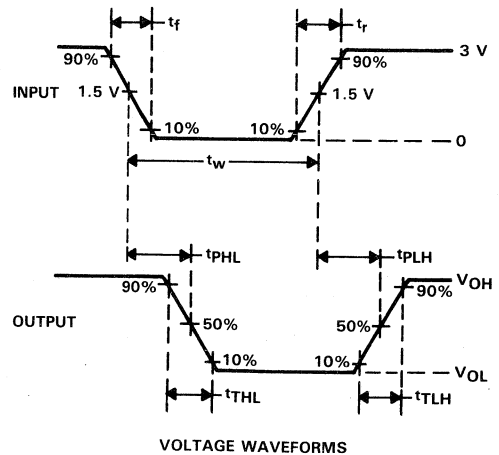 tf
tr
90%
90%
3 V
INPUT
1.5 V
1.5 V
10%
10%
0
tw
tPHL
tPLH
90%
90%
VOH
OUTPUT
50%
50%
10%
10%
VOL
tTHL
tTLH
VOLTAGE WAVEFORMS